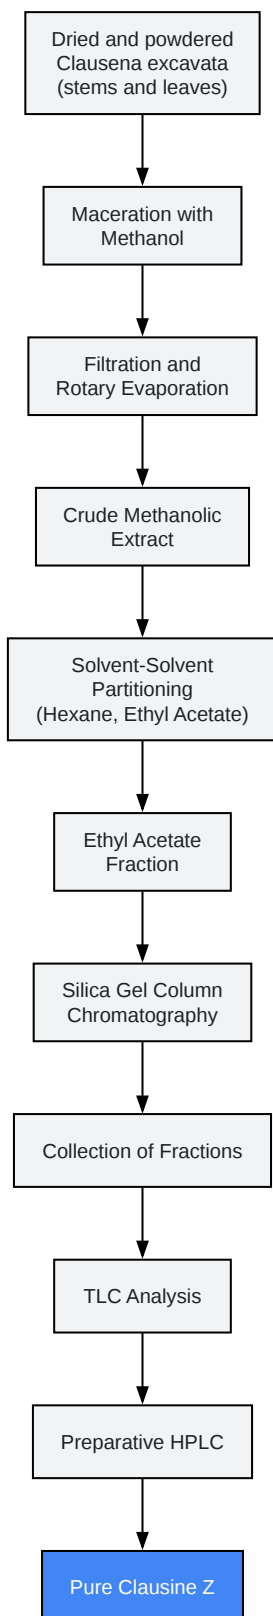 Dried and powdered
Clausena excavata
(stems and leaves)
Maceration with
Methanol
Filtration and
Rotary Evaporation
Crude Methanolic
Extract
Solvent-Solvent
Partitioning
(Hexane, Ethyl Acetate)
Ethyl Acetate
Fraction
Silica Gel Column
Chromatography
Collection of Fractions
TLC Analysis
Preparative HPLC
Pure Clausine Z